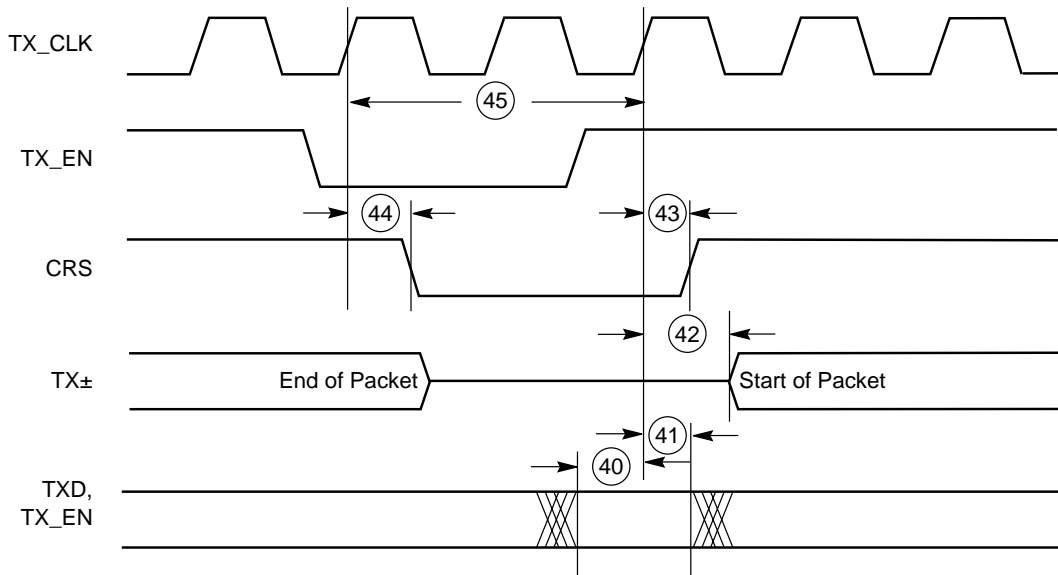 TX_CLK
45
TX_EN
44
43
CRS
42
TX±
End of Packet
Start of Packet
41
40
TXD,
TX_EN